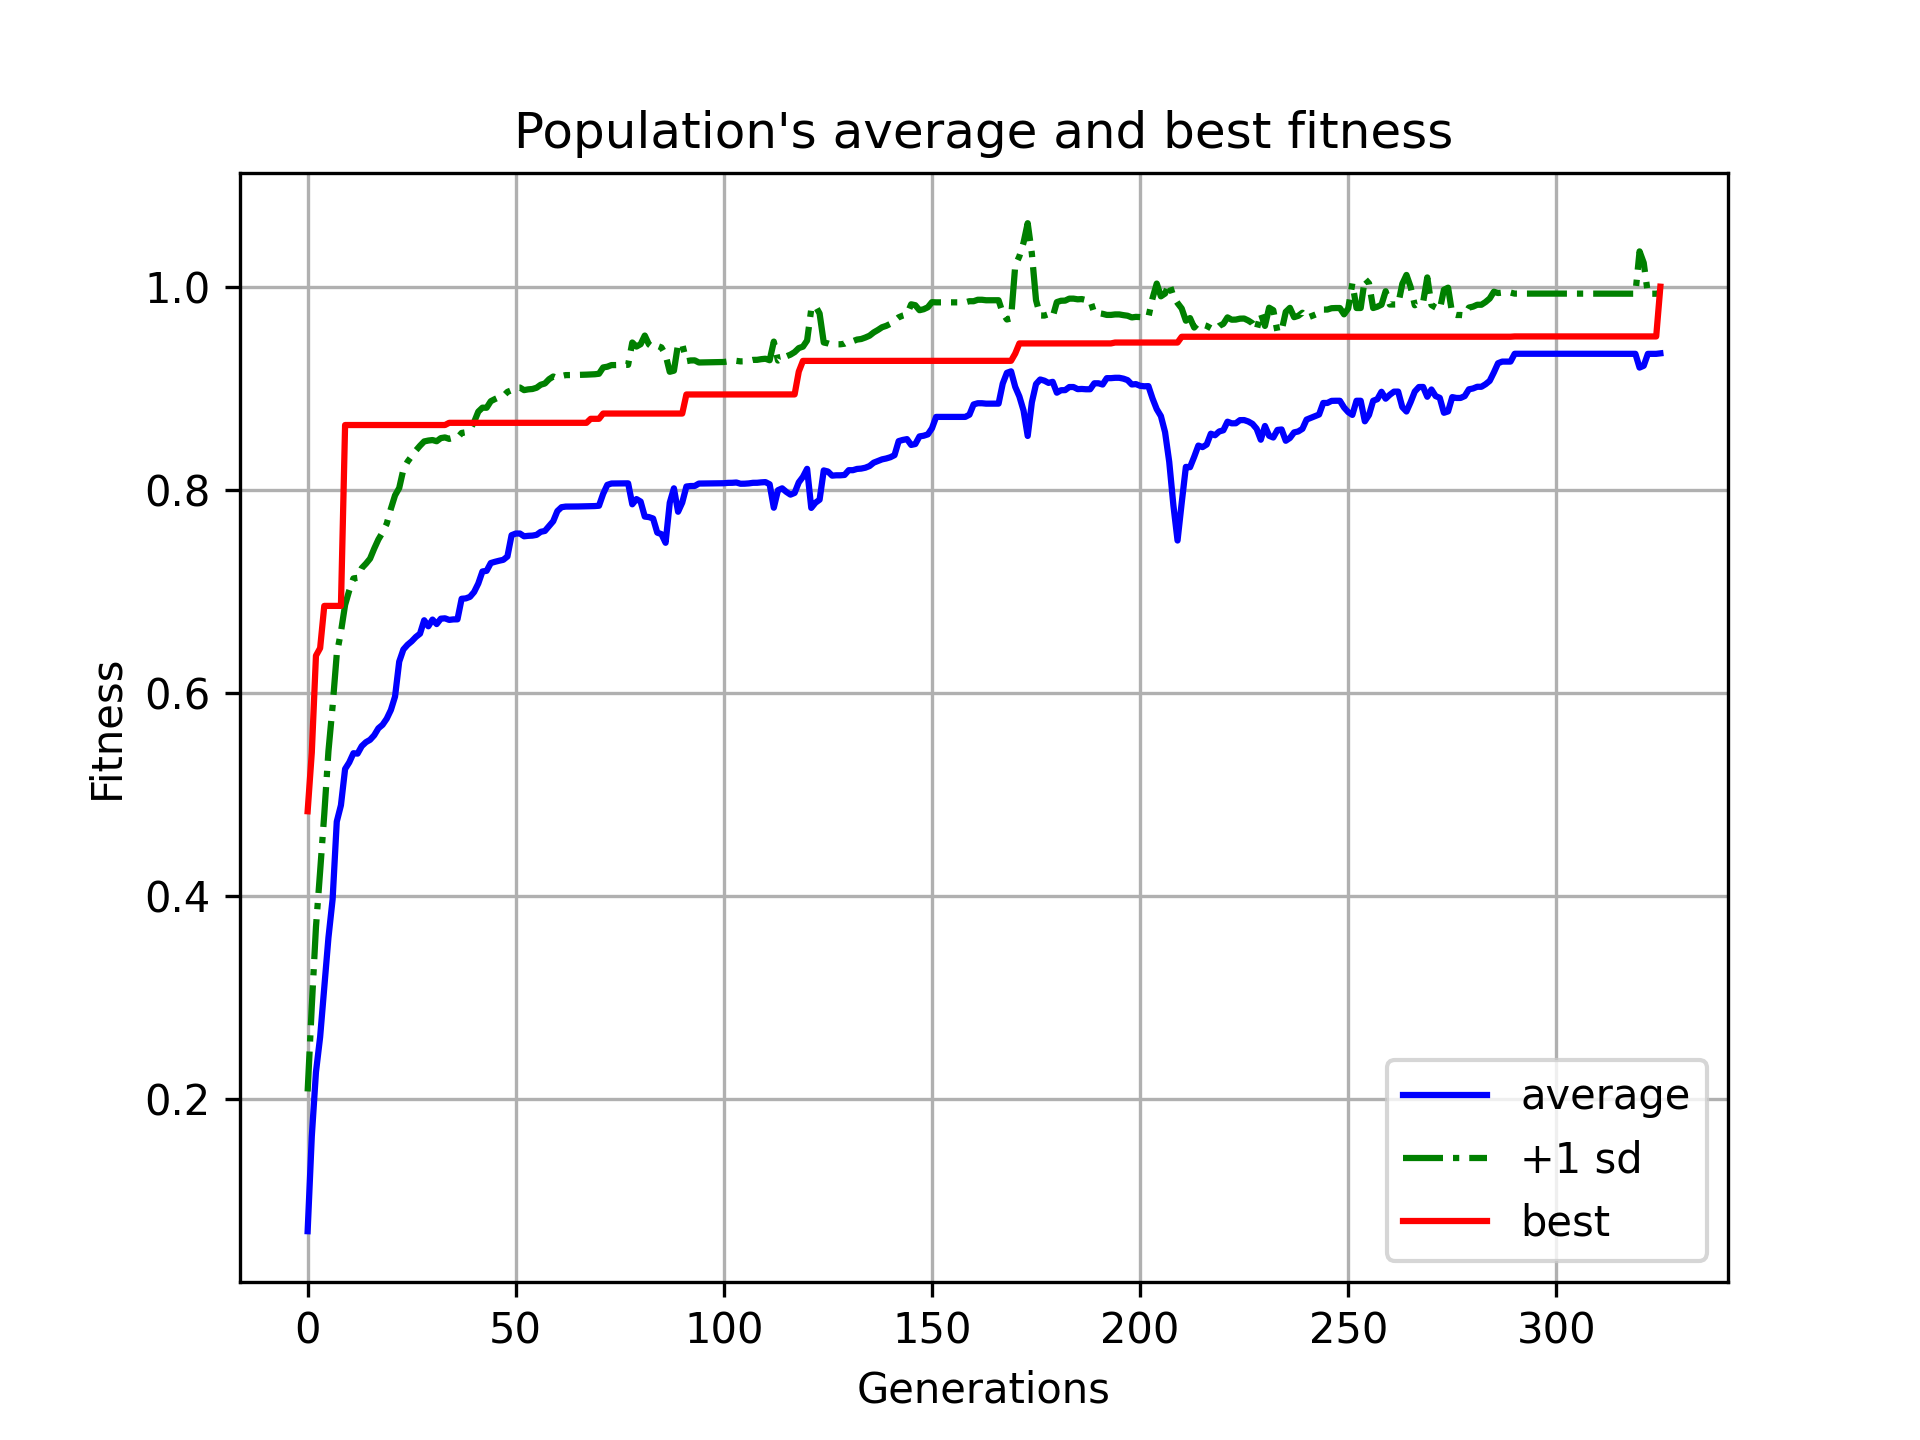 Population's average and best fitness
Fitness
1.0
0.8
0.6
0.4
0.2
0 50 100 150 200 250 300
Generations
average
+1 sd
best